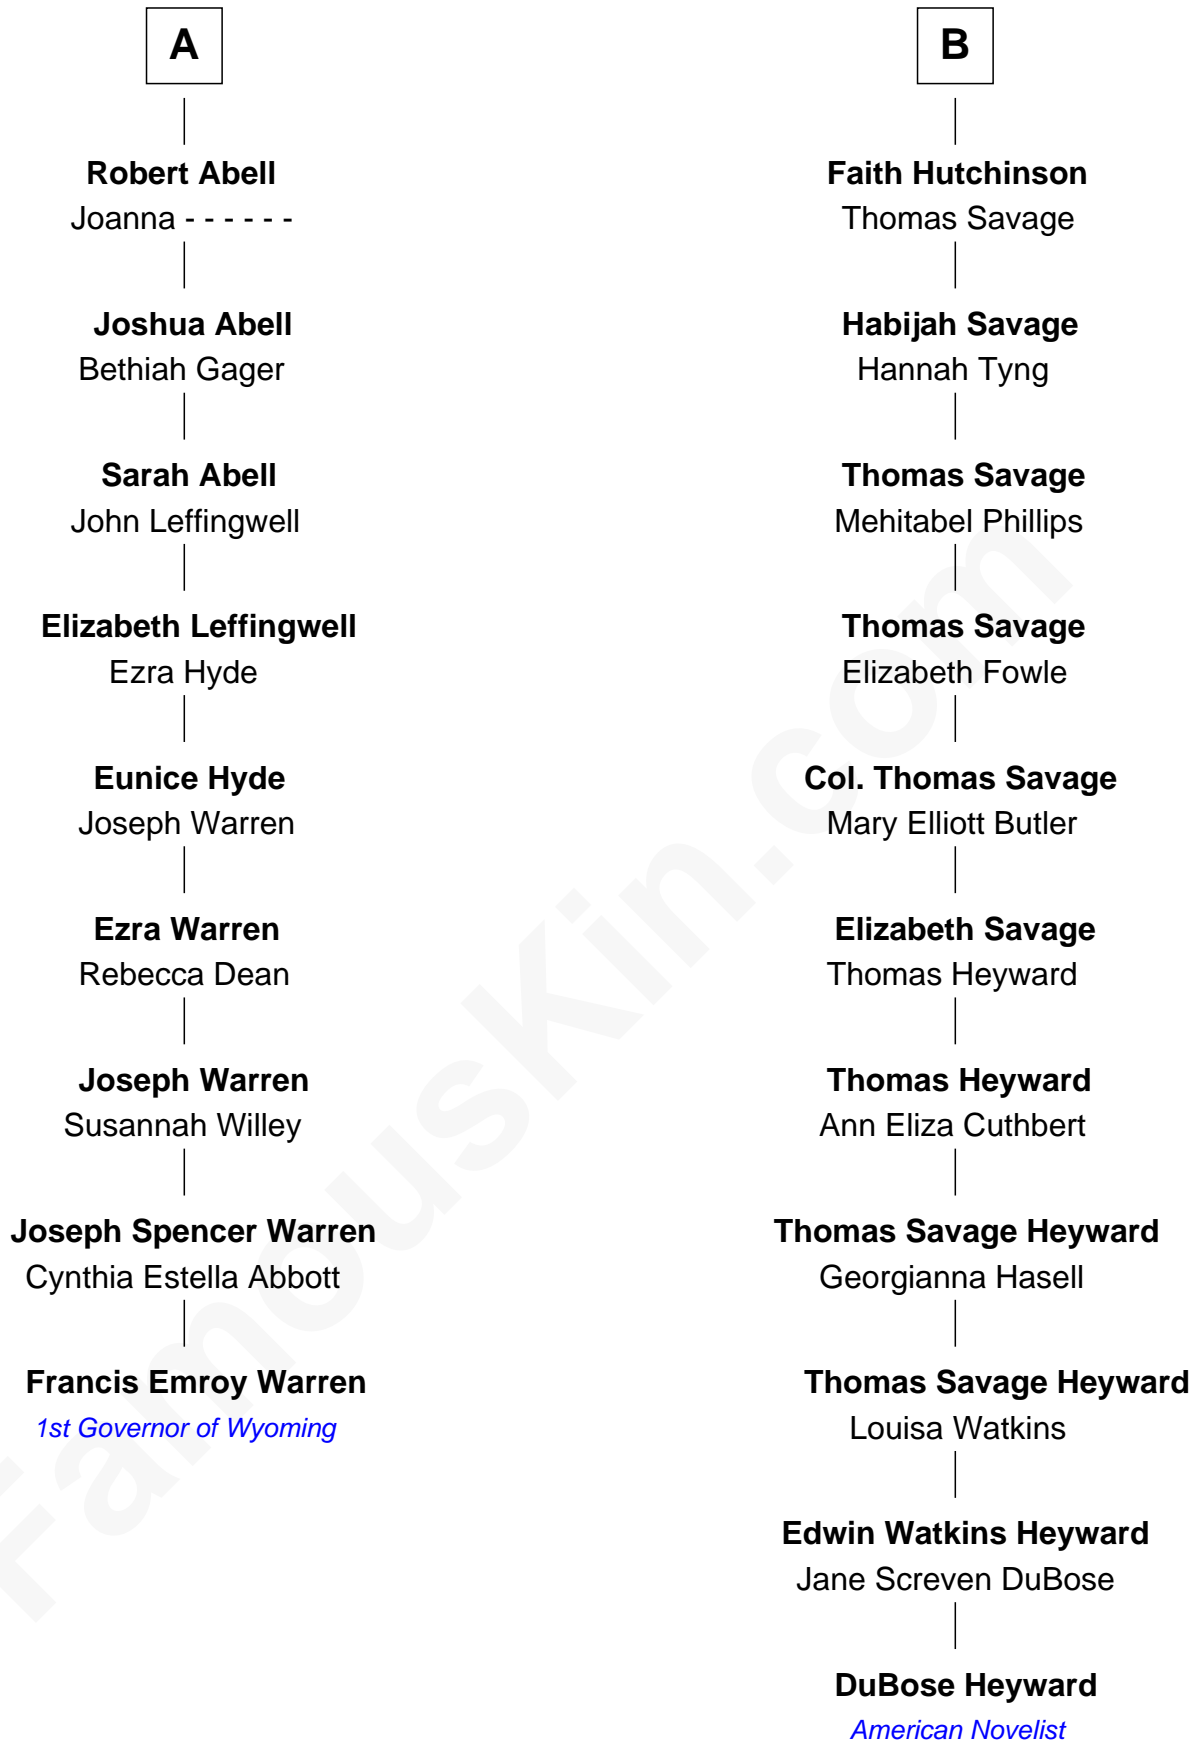 A
Robert Abell
Joanna - - - - - -
Joshua Abell
Bethiah Gager
Sarah Abell
John Leffingwell
Elizabeth Leffingwell
Ezra Hyde
Eunice Hyde
Joseph Warren
Ezra Warren
Rebecca Dean
Joseph Warren
Susannah Willey
Joseph Spencer Warren
Cynthia Estella Abbott
Francis Emroy Warren
1st Governor of Wyoming
B
Faith Hutchinson
Thomas Savage
Habijah Savage
Hannah Tyng
Thomas Savage
Mehitabel Phillips
Thomas Savage
Elizabeth Fowle
Col. Thomas Savage
Mary Elliott Butler
Elizabeth Savage
Thomas Heyward
Thomas Heyward
Ann Eliza Cuthbert
Thomas Savage Heyward
Georgianna Hasell
Thomas Savage Heyward
Louisa Watkins
Edwin Watkins Heyward
Jane Screven DuBose
DuBose Heyward
American Novelist
FamousKin.com